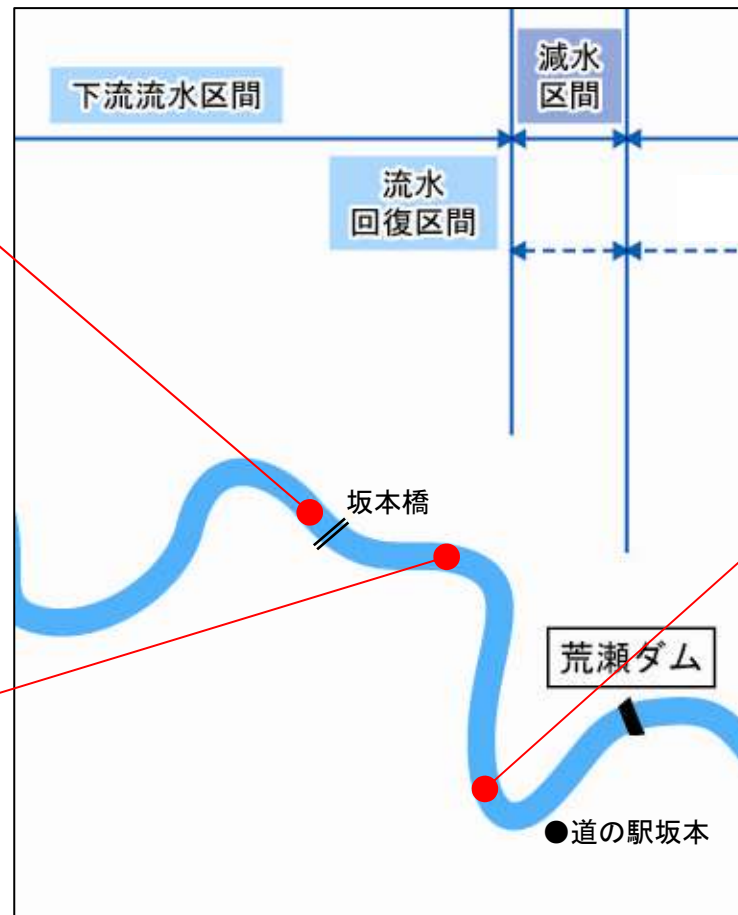 減水
区間
下流流水区間
流水
回復区間
坂本橋
荒瀬ダム
●道の駅坂本